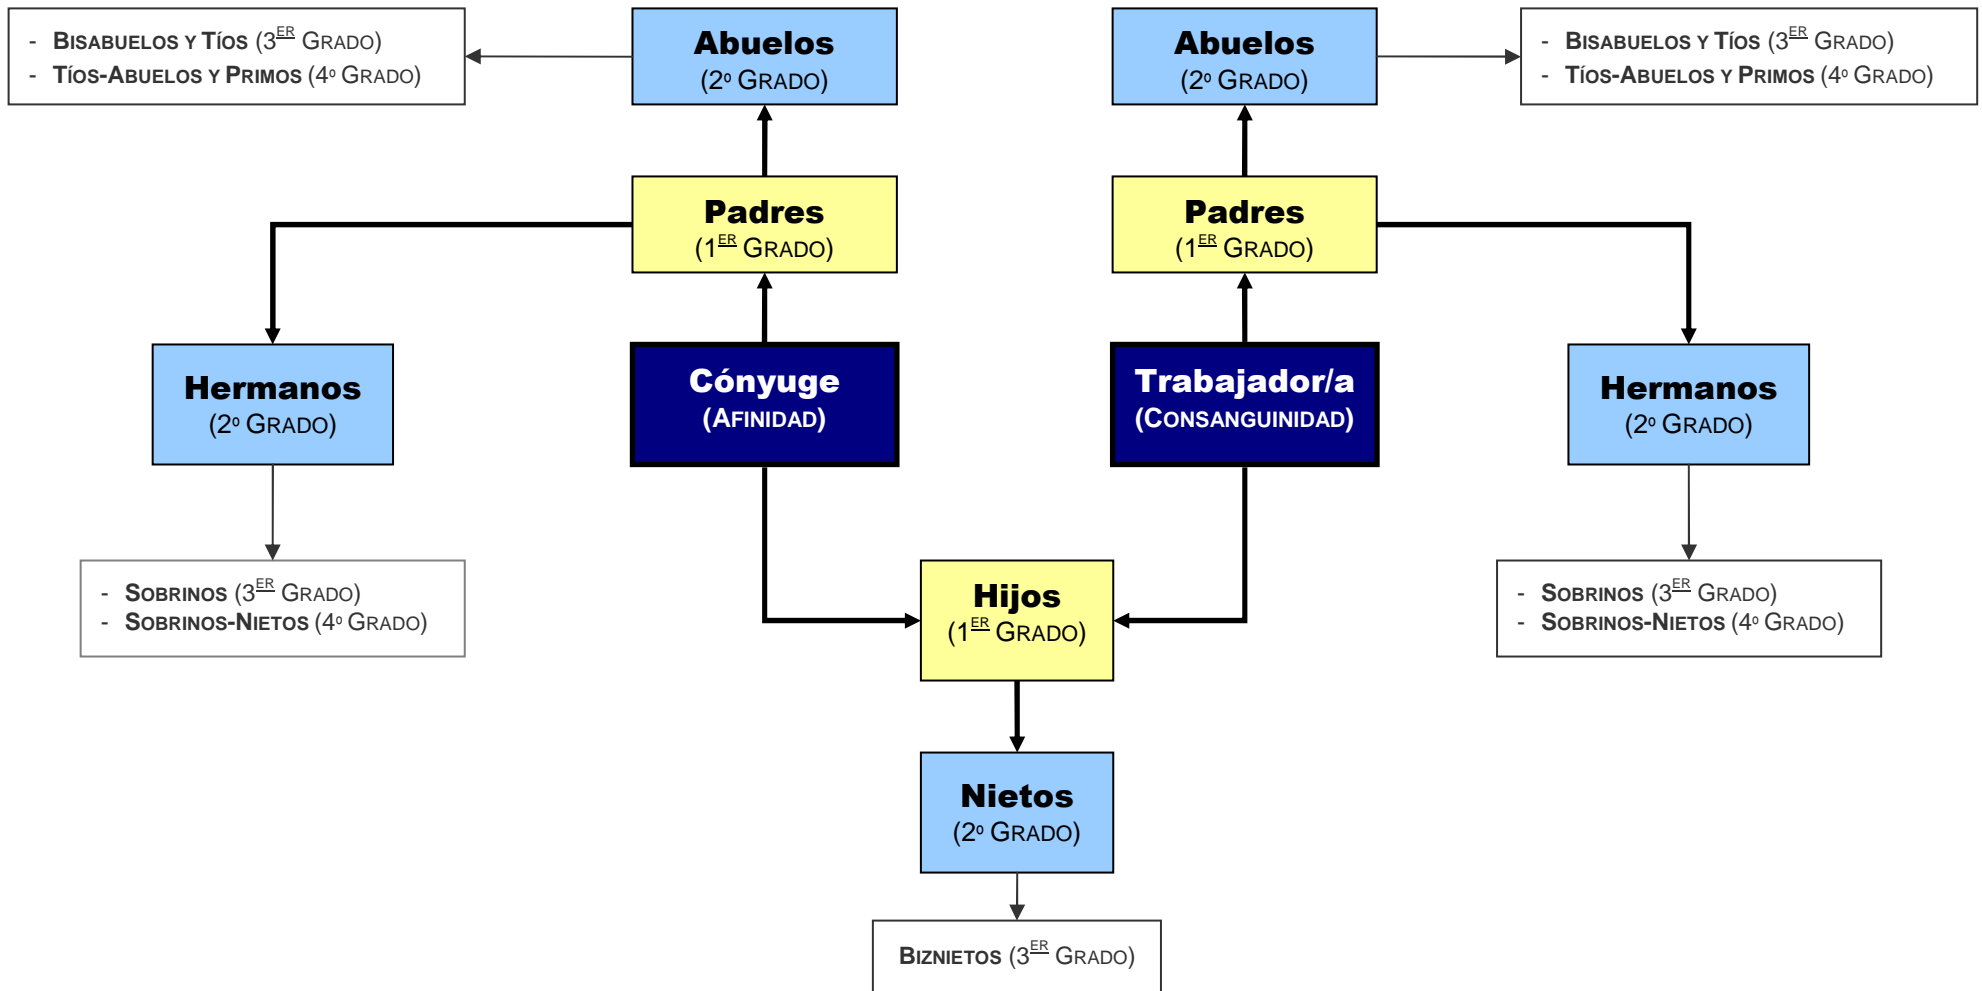 - BISABUELOS Y TÍOS (3ER GRADO)
- TÍOS-ABUELOS Y PRIMOS (4º GRADO)
Abuelos
(2º GRADO)
Abuelos
(2º GRADO)
- BISABUELOS Y TÍOS (3ER GRADO)
- TÍOS-ABUELOS Y PRIMOS (4º GRADO)
Padres
(1ER GRADO)
Padres
(1ER GRADO)
Hermanos
(2º GRADO)
Cónyuge
(AFINIDAD)
Trabajador/a
(CONSANGUINIDAD)
Hermanos
(2º GRADO)
- SOBRINOS (3ER GRADO)
- SOBRINOS-NIETOS (4º GRADO)
Hijos
(1ER GRADO)
- SOBRINOS (3ER GRADO)
- SOBRINOS-NIETOS (4º GRADO)
Nietos
(2º GRADO)
BIZNIETOS (3ER GRADO)